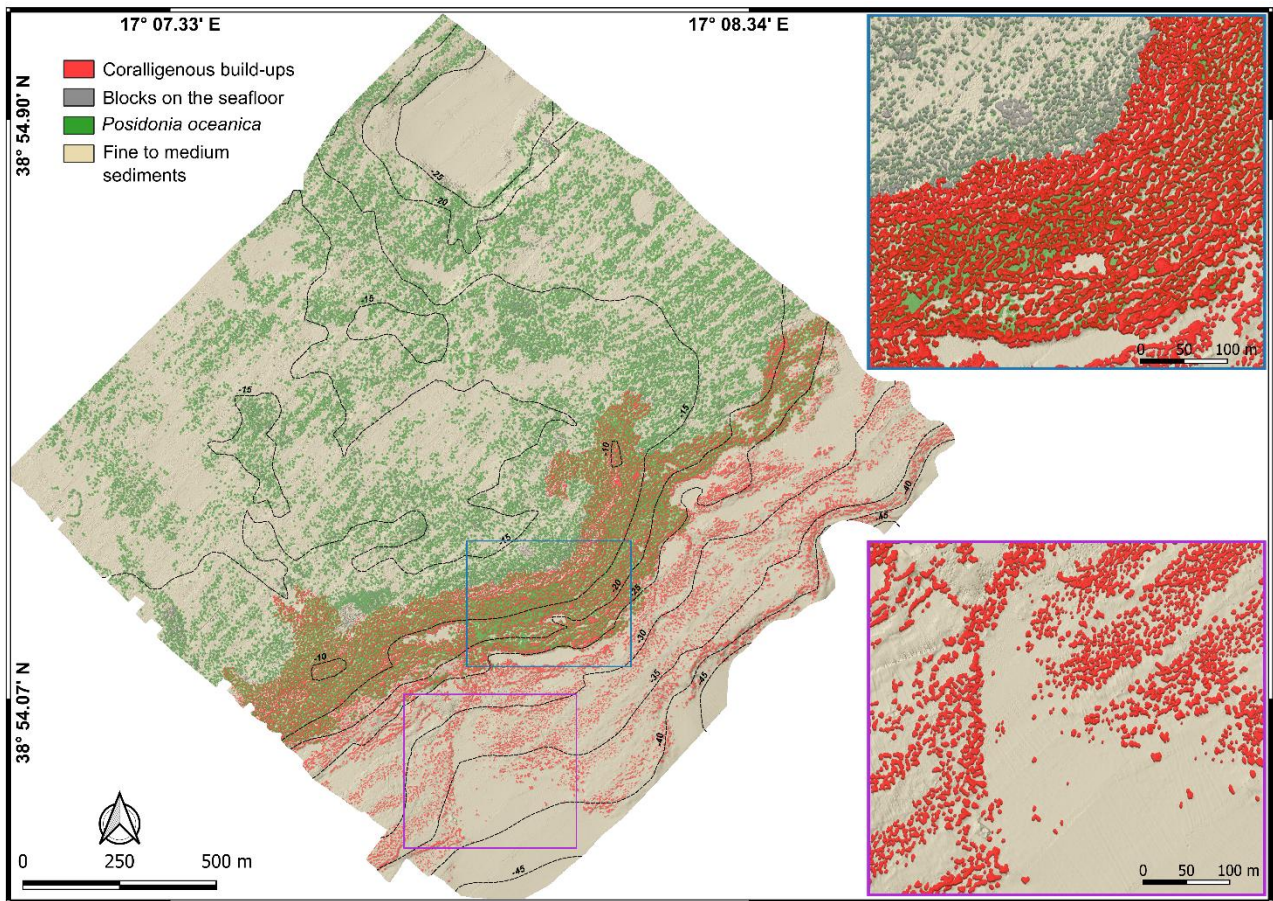 17° 07.33' E
17° 08.34' E
38° 54.90' N
38° 54.07' N
Coralligenous build-ups
Blocks on the seafloor
Posidonia oceanica
Fine to medium
sediments
-25
-20
-15
-15
-15
-10
-15
-10
-20
-25
-30
-35
-40
-45
-40
-45
-45
0 50 100 m
0 50 100 m
0 250 500 m